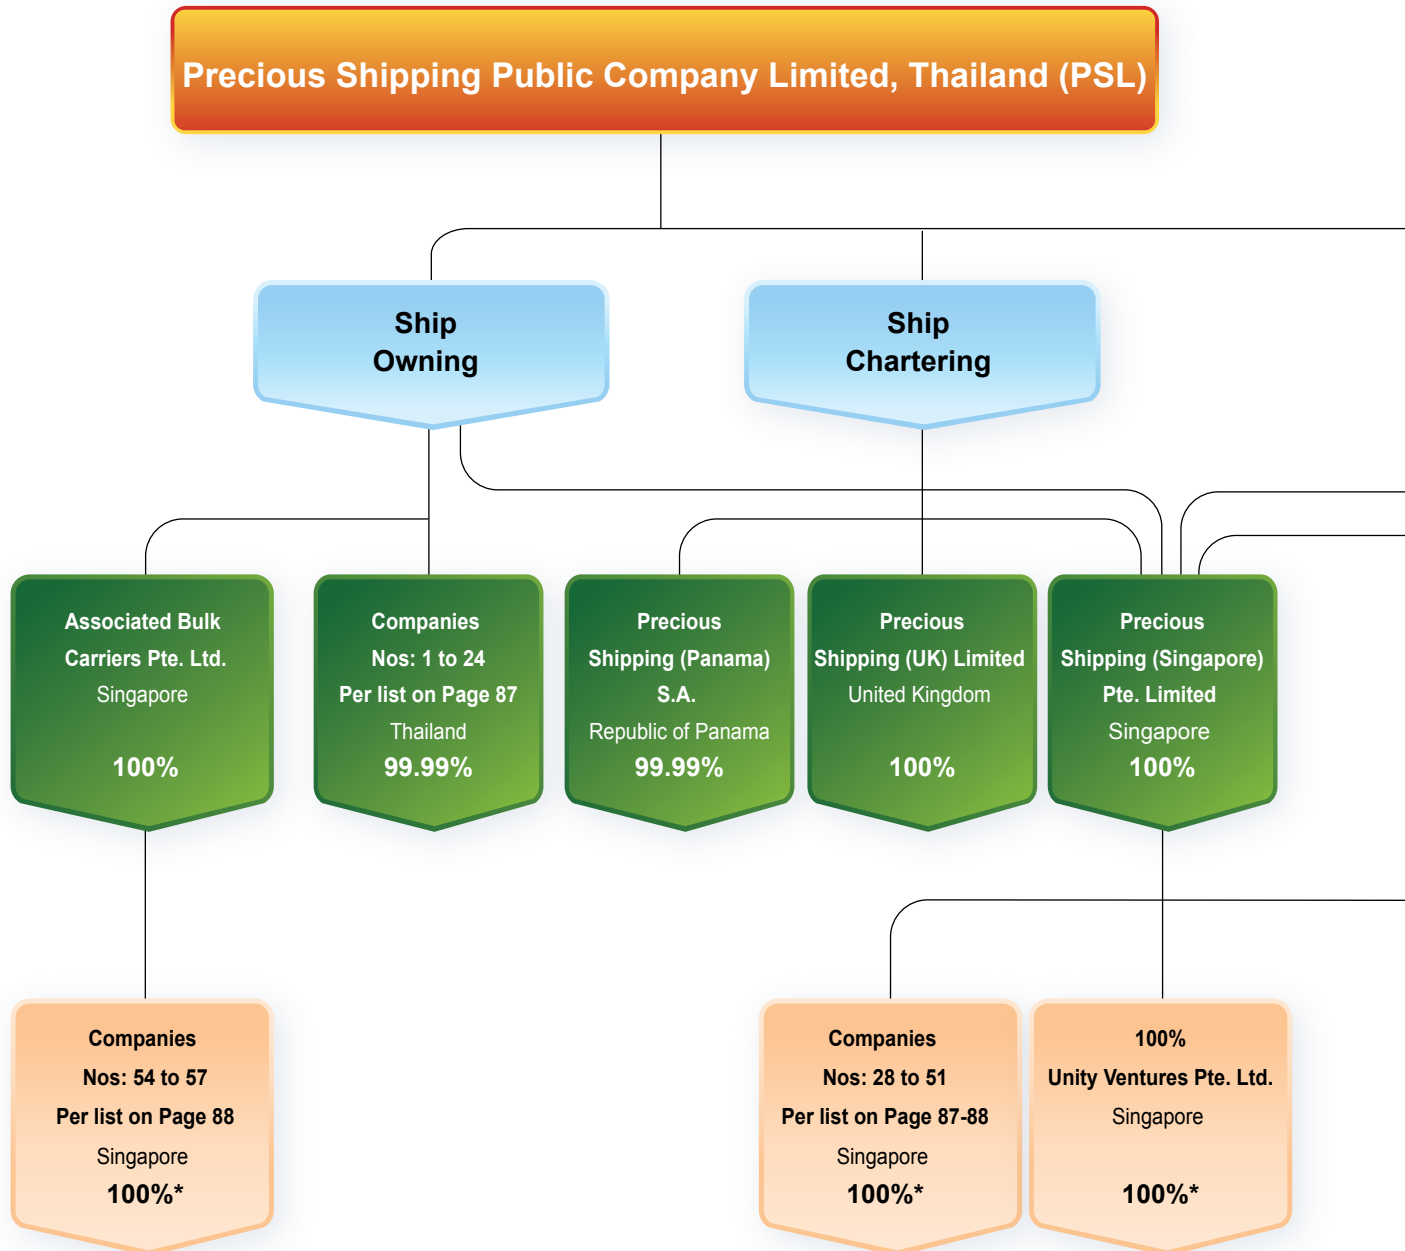 Precious Shipping Public Company Limited, Thailand (PSL)
Ship
Owning
Ship
Chartering
Associated Bulk
Carriers Pte. Ltd.
Singapore
100%
Companies
Nos: 1 to 24
Per list on Page 87
Thailand
99.99%
Precious
Shipping (Panama)
S.A.
Republic of Panama
99.99%
Precious
Shipping (UK) Limited
United Kingdom
100%
Precious
Shipping (Singapore)
Pte. Limited
Singapore
100%
Companies
Nos: 54 to 57
Per list on Page 88
Singapore
100%*
Companies
Nos: 28 to 51
Per list on Page 87-88
Singapore
100%*
100%
Unity Ventures Pte. Ltd.
Singapore
100%*